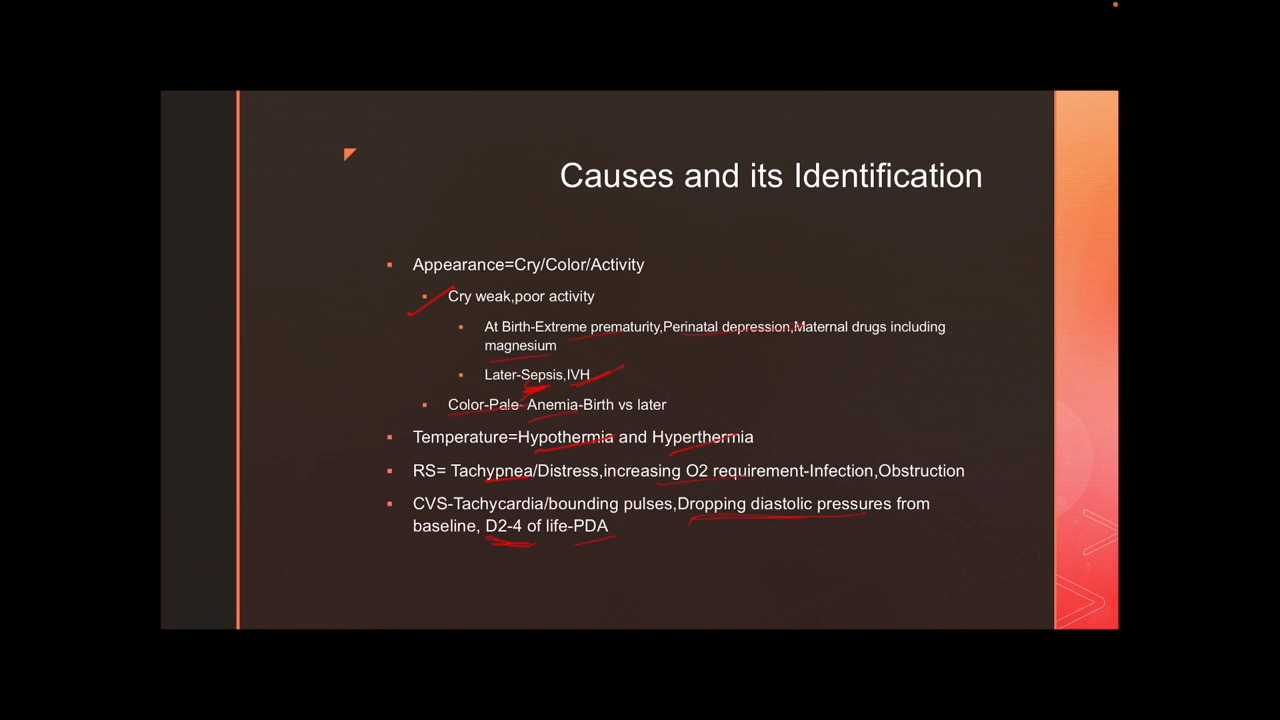 Causes and its Identification
Appearance=Cry/Color/Activity
Cry weak,poor activity
At Birth-Extreme prematurity,Perinatal depression,Maternal drugs including
magnesium
Later-Sepsis,IVH
Color-Pale- Anemia-Birth vs later
Temperature=Hypothermia and Hyperthermia
RS= Tachypnea/Distress,increasing O2 requirement-Infection,Obstruction
CVS-Tachycardia/bounding pulses,Dropping diastolic pressures from
baseline, D2-4 of life-PDA